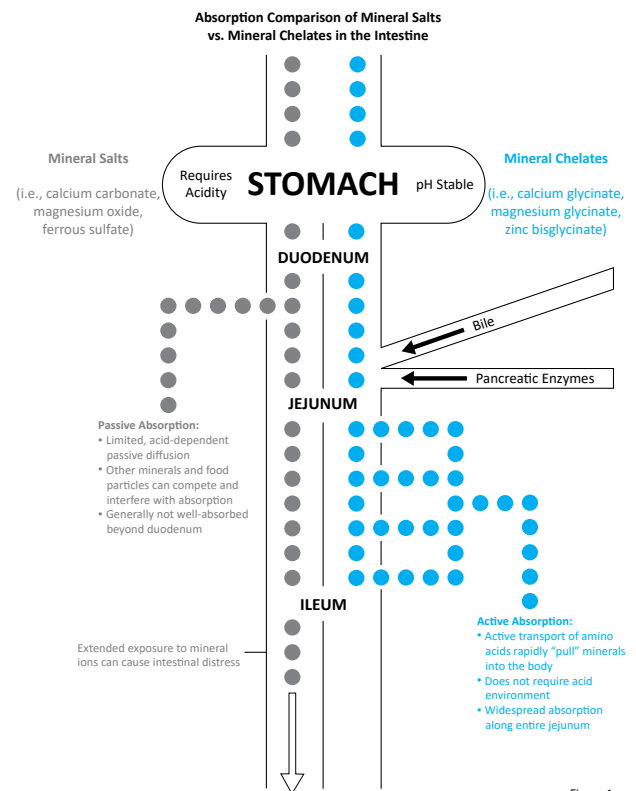 Absorption Comparison of Mineral Salts
vs. Mineral Chelates in the Intestine
Mineral Salts
(i.e., calcium carbonate,
magnesium oxide,
ferrous sulfate)
Requires
Acidity
STOMACH
pH Stable
Mineral Chelates
(i.e., calcium glycinate,
magnesium glycinate,
zinc bisglycinate)
DUODENUM
Bile
Pancreatic Enzymes
JEJUNUM
Passive Absorption:
• Limited, acid-dependent
passive diffusion
• Other minerals and food
particles can compete and
interfere with absorption
• Generally not well-absorbed
beyond duodenum
ILEUM
Active Absorption:
• Active transport of amino
acids rapidly “pull” minerals
into the body
• Does not require acid
environment
• Widespread absorption
along entire jejunum
Extended exposure to mineral
ions can cause intestinal distress